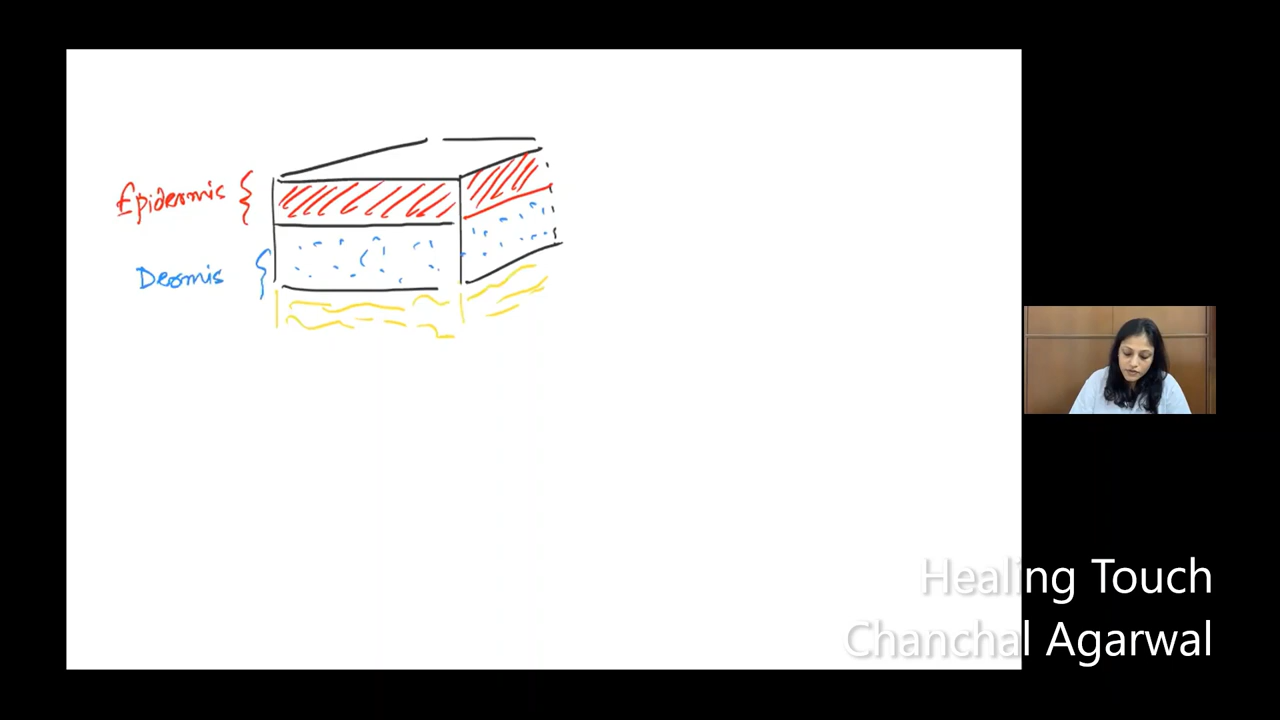 Epidermis {
Dermis {
Healing Touch
Chanchal Agarwal